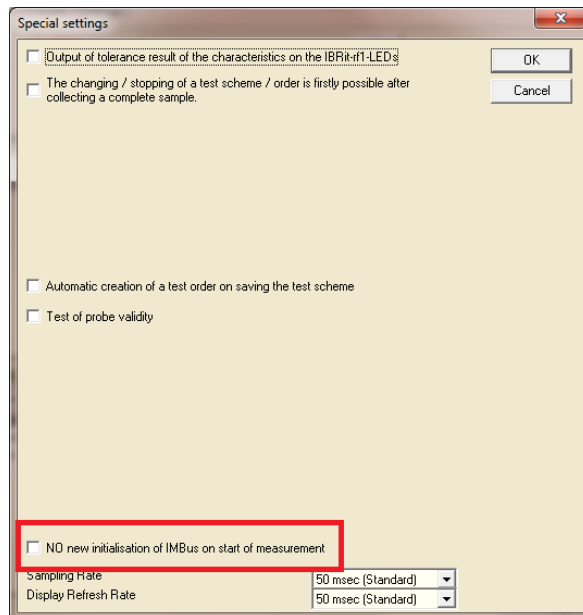 Special settings
Output of tolerance result of the characteristics on the IBRit-rf1-LEDs
OK
The changing / stopping of a test scheme / order is firstly possible after
collecting a complete sample.
Cancel
Automatic creation of a test order on saving the test scheme
Test of probe validity
NO new initialisation of IMBus on start of measurement
Sampling Rate
50 msec (Standard)
Display Refresh Rate
50 msec (Standard)